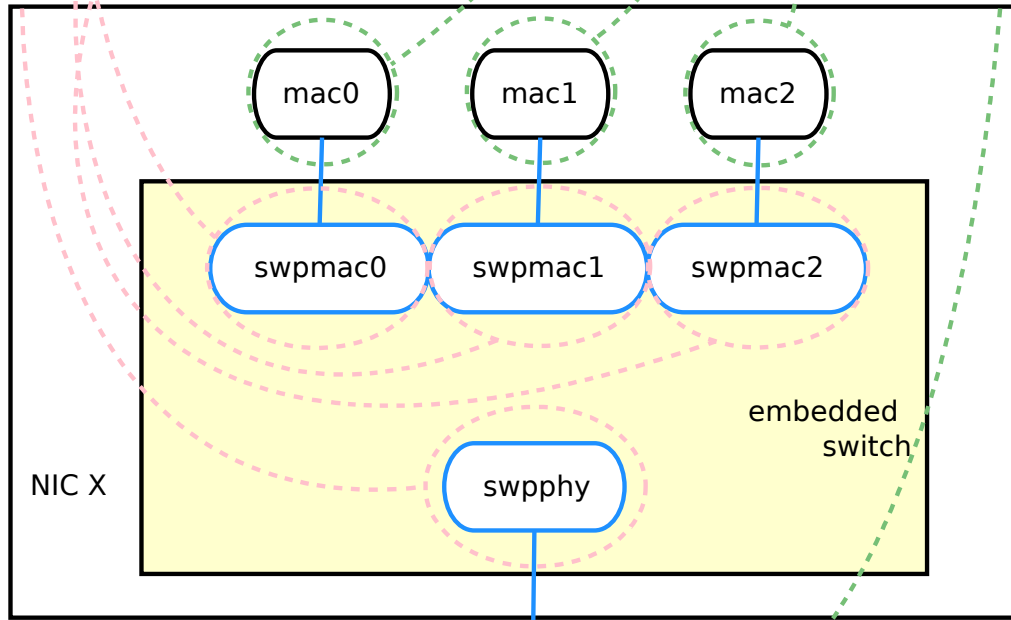 mac0
mac1
mac2
swpmac0
swpmac1
swpmac2
embedded
switch
NIC X
swpphy